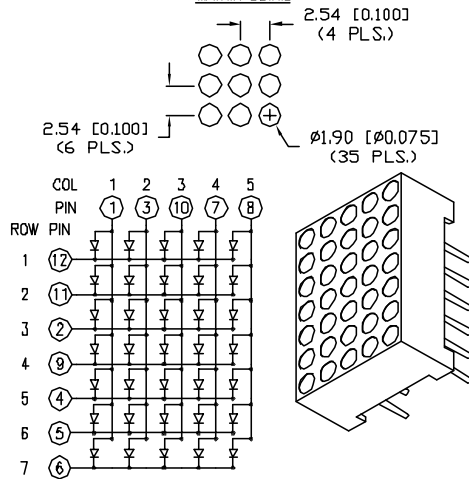 2.54 [0.100]
(4 PLS.)
2.54 [0.100]
(6 PLS.)
ø1.90 [ø0.075]
(35 PLS.)
COL 1 2 3 4 5
PIN 1 3 10 7 8
ROW PIN
1 12
2 11
3 2
4 9
5 4
6 5
7 6